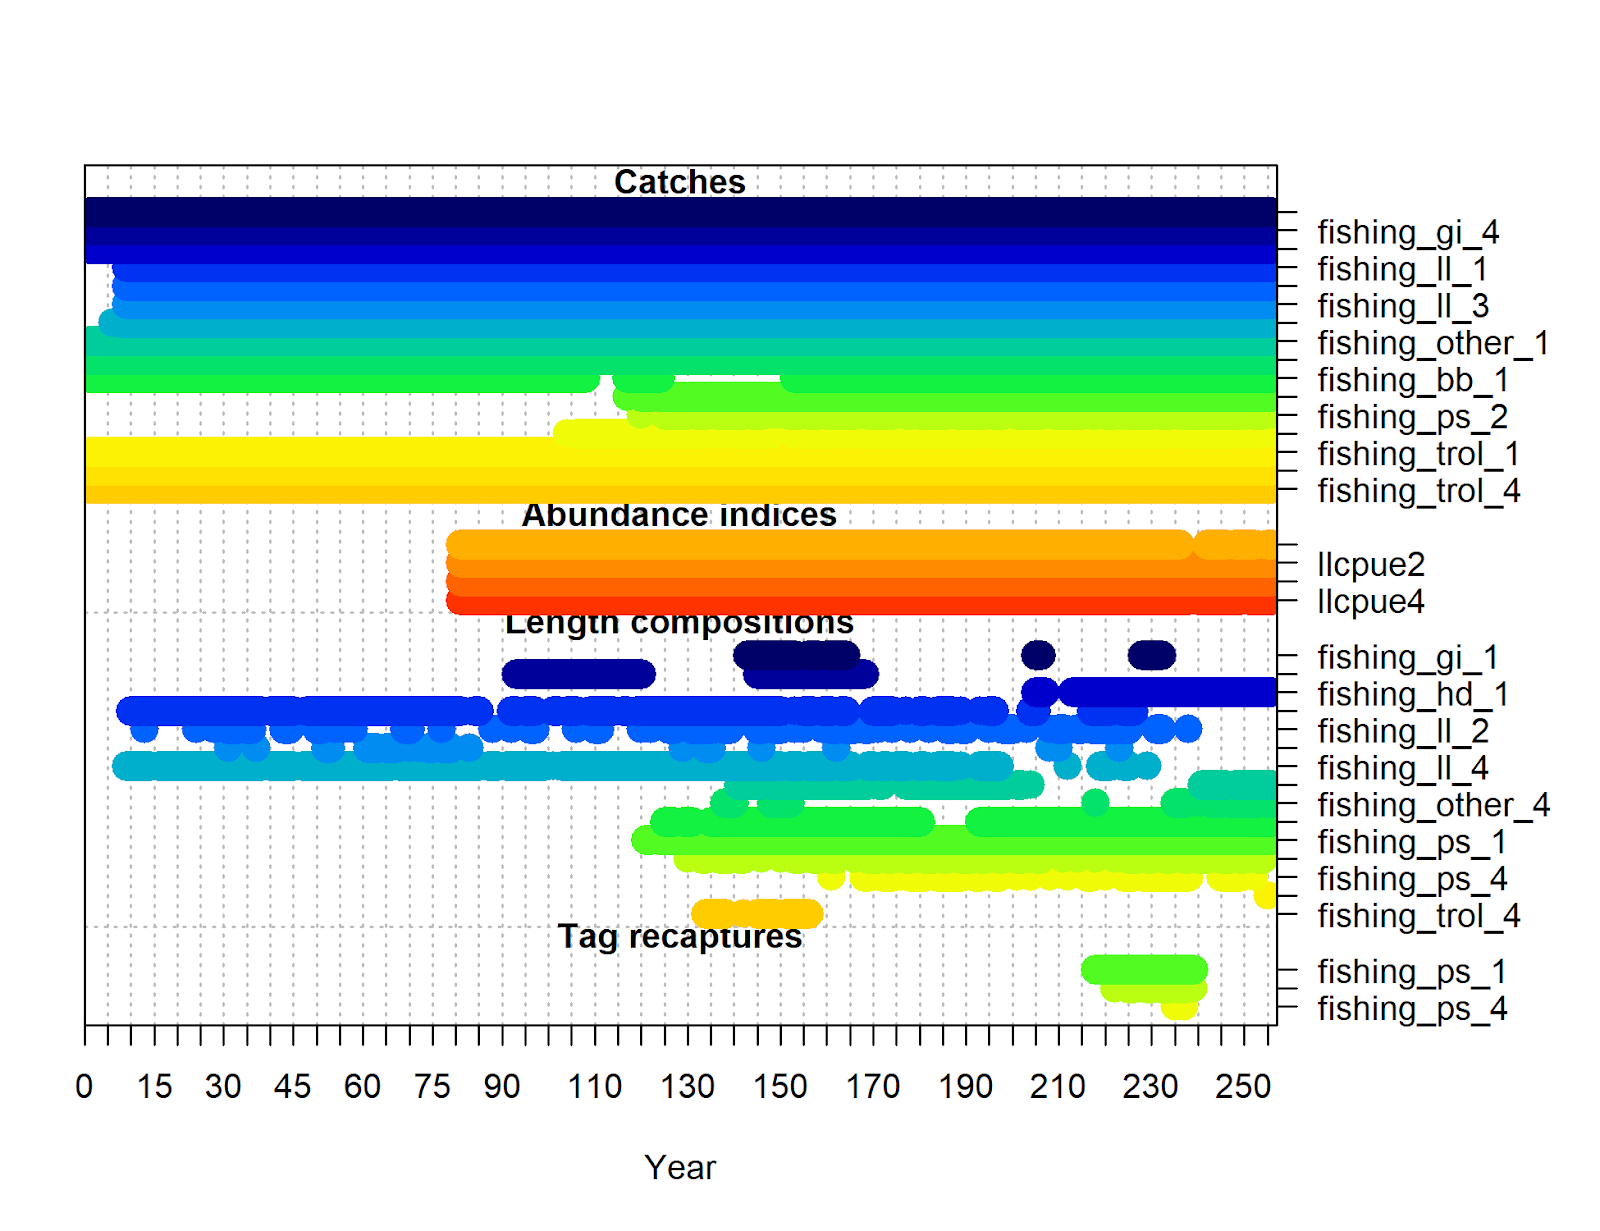 Catches
fishing_gi_4
fishing_ll_1
fishing_ll_3
fishing_other_1
fishing_bb_1
fishing_ps_2
fishing_trol_1
fishing_trol_4
Abundance indices
llcpue2
llcpue4
Length compositions
fishing_gi_1
fishing_hd_1
fishing_ll_2
fishing_ll_4
fishing_other_4
fishing_ps_1
fishing_ps_4
fishing_trol_4
Tag recaptures
fishing_ps_1
fishing_ps_4
0 15 30 45 60 75 90 110 130 150 170 190 210 230 250
Year